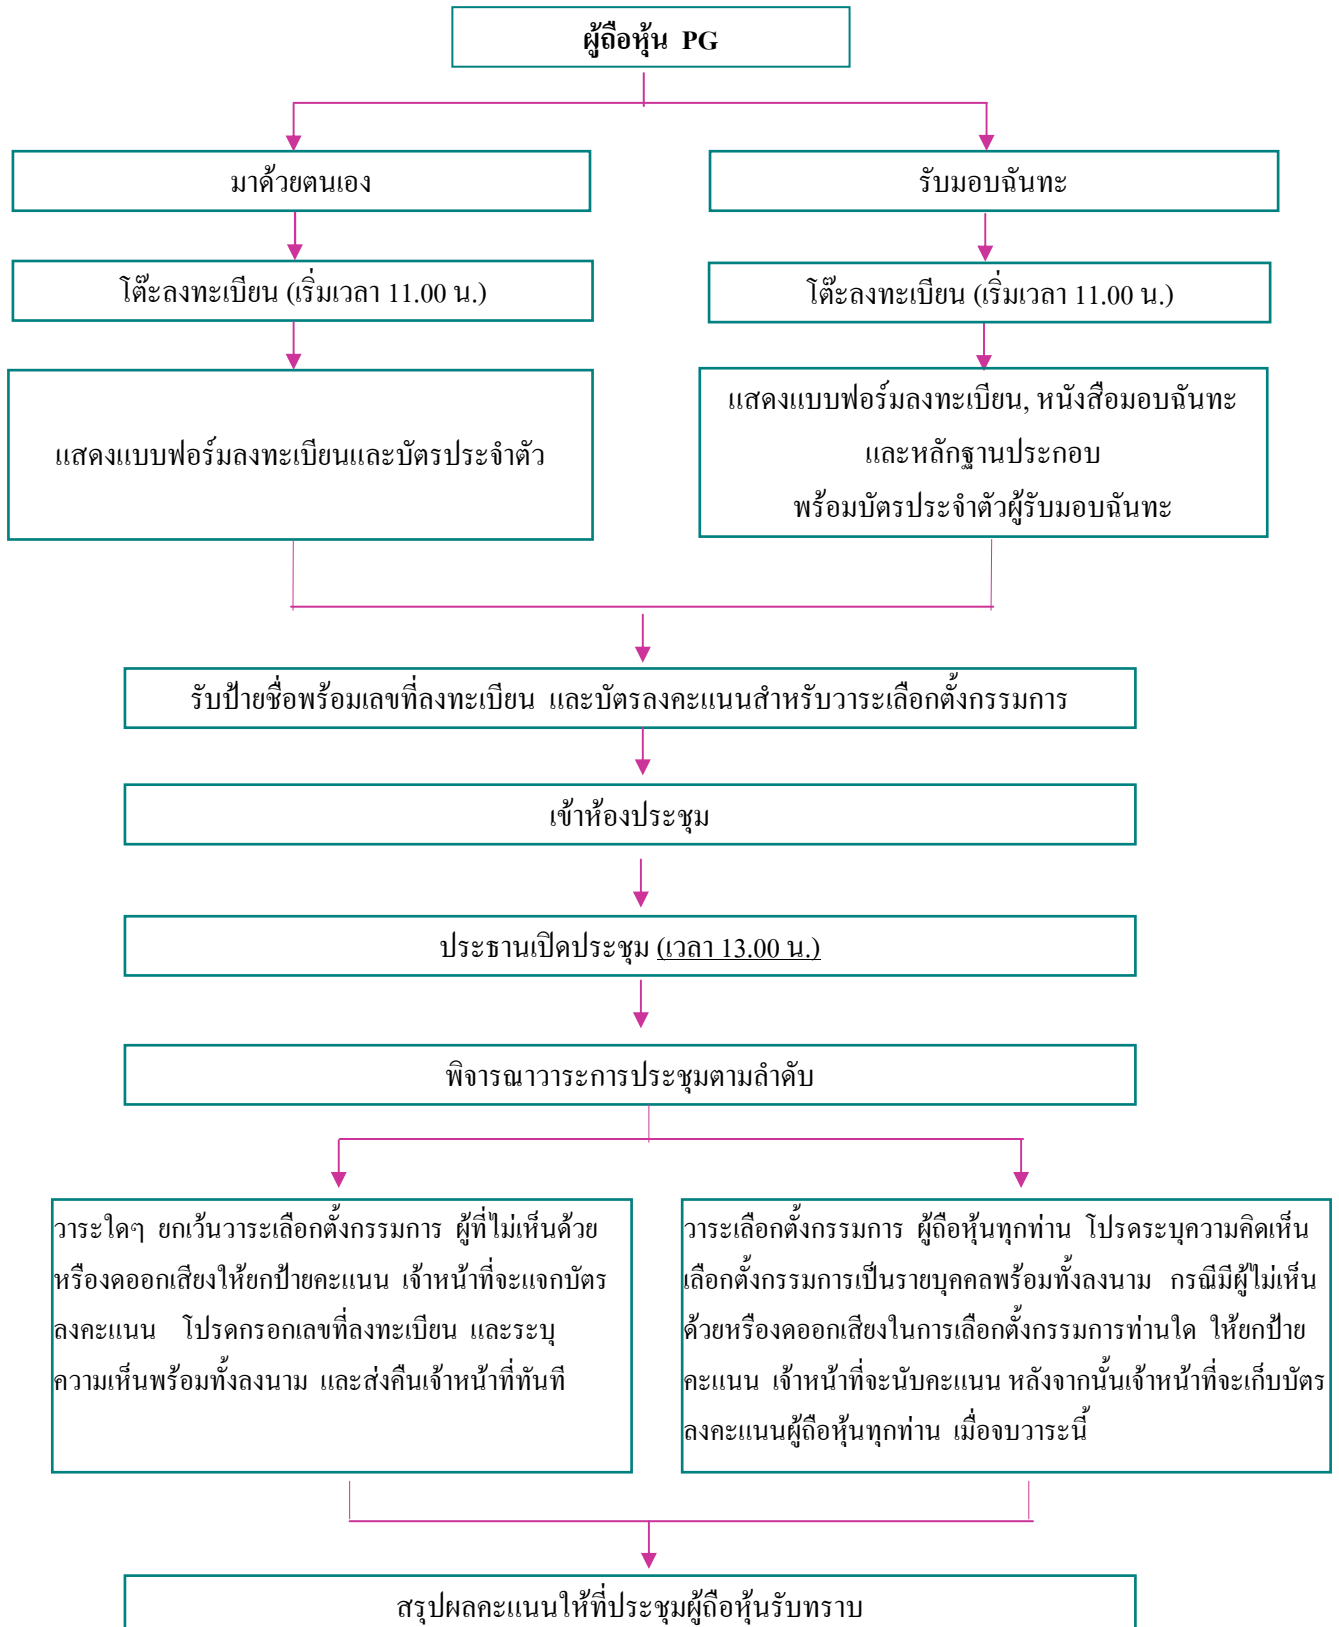 ผู้ถือหุ้น PG
มาด้วยตนเอง
รับมอบฉันทะ
โต๊ะลงทะเบียน (เริ่มเวลา 11.00 น.)
โต๊ะลงทะเบียน (เริ่มเวลา 11.00 น.)
แสดงแบบฟอร์มลงทะเบียนและบัตรประจำตัว
แสดงแบบฟอร์มลงทะเบียน, หนังสือมอบฉันทะ
และหลักฐานประกอบ
พร้อมบัตรประจำตัวผู้รับมอบฉันทะ
รับป้ายชื่อพร้อมเลขที่ลงทะเบียน และบัตรลงคะแนนสำหรับวาระเลือกตั้งกรรมการ
เข้าห้องประชุม
ประธานเปิดประชุม (เวลา 13.00 น.)
พิจารณาวาระการประชุมตามลำดับ
วาระใดๆ ยกเว้นวาระเลือกตั้งกรรมการ ผู้ที่ไม่เห็นด้วย
หรืองดออกเสียงให้ยกป้ายคะแนน เจ้าหน้าที่จะแจกบัตร
ลงคะแนน โปรดกรอกเลขที่ลงทะเบียน และระบุ
ความเห็นพร้อมทั้งลงนาม และส่งคืนเจ้าหน้าที่ทันที
วาระเลือกตั้งกรรมการ ผู้ถือหุ้นทุกท่าน โปรดระบุความคิดเห็น
เลือกตั้งกรรมการเป็นรายบุคคลพร้อมทั้งลงนาม กรณีมีผู้ไม่เห็น
ด้วยหรืองดออกเสียงในการเลือกตั้งกรรมการท่านใด ให้ยกป้าย
คะแนน เจ้าหน้าที่จะนับคะแนน หลังจากนั้นเจ้าหน้าที่จะเก็บบัตร
ลงคะแนนผู้ถือหุ้นทุกท่าน เมื่อจบวาระนี้
สรุปผลคะแนนให้ที่ประชุมผู้ถือหุ้นรับทราบ